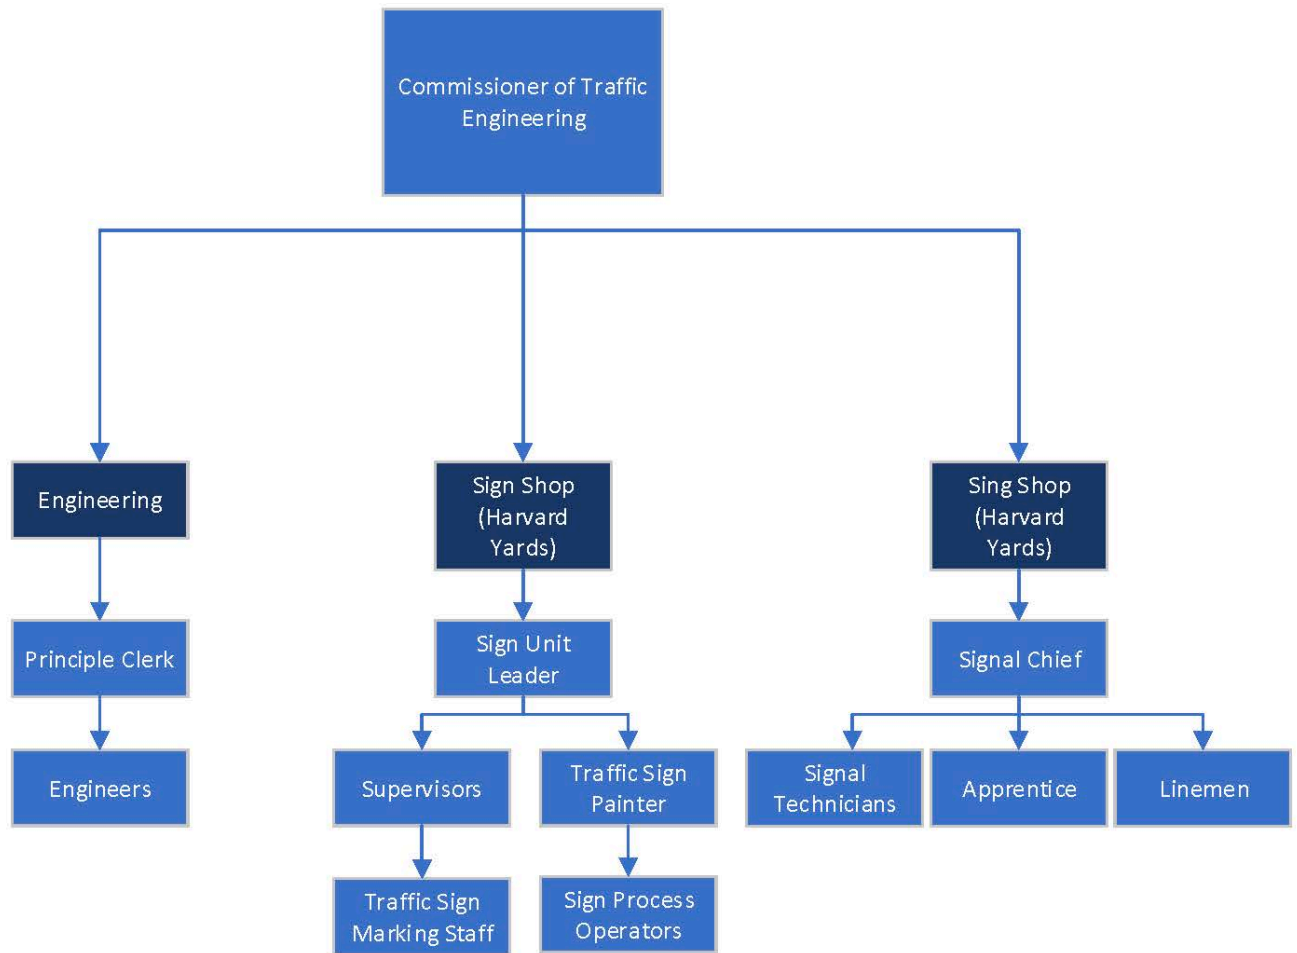 Commissioner of Traffic
Engineering
Engineering
Sign Shop
(Harvard
Yards)
Sing Shop
(Harvard
Yards)
Principle Clerk
Sign Unit
Leader
Signal Chief
Engineers
Supervisors
Traffic Sign
Painter
Signal
Technicians
Apprentice
Linemen
Traffic Sign
Marking Staff
Sign Process
Operators